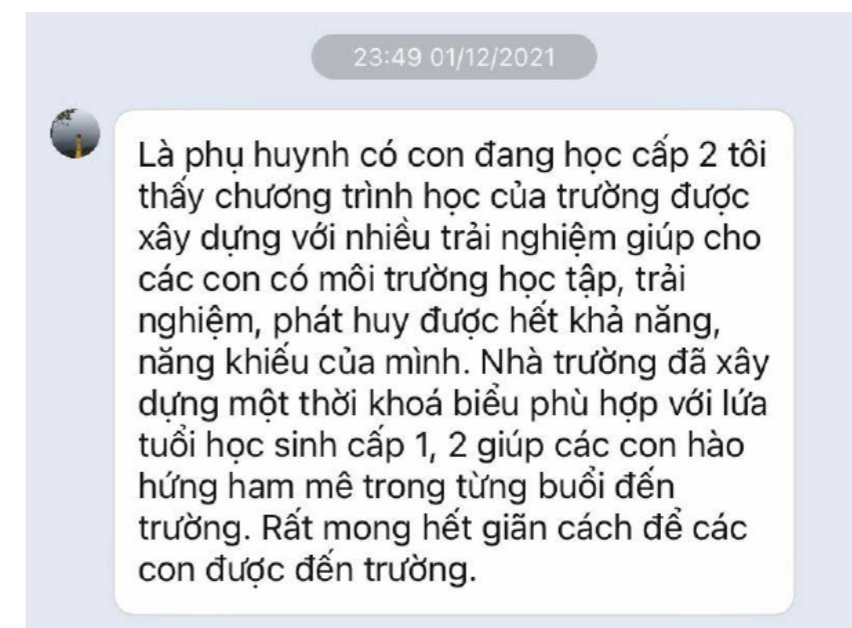 23:49 01/12/2021
Là phụ huynh có con đang học cấp 2 tôi
thấy chương trình học của trường được
xây dựng với nhiều trải nghiệm giúp cho
các con có môi trường học tập, trải
nghiệm, phát huy được hết khả năng,
năng khiếu của mình. Nhà trường đã xây
dựng một thời khoá biểu phù hợp với lứa
tuổi học sinh cấp 1, 2 giúp các con hào
hứng ham mê trong từng buổi đến
trường. Rất mong hết giãn cách để các
con được đến trường.